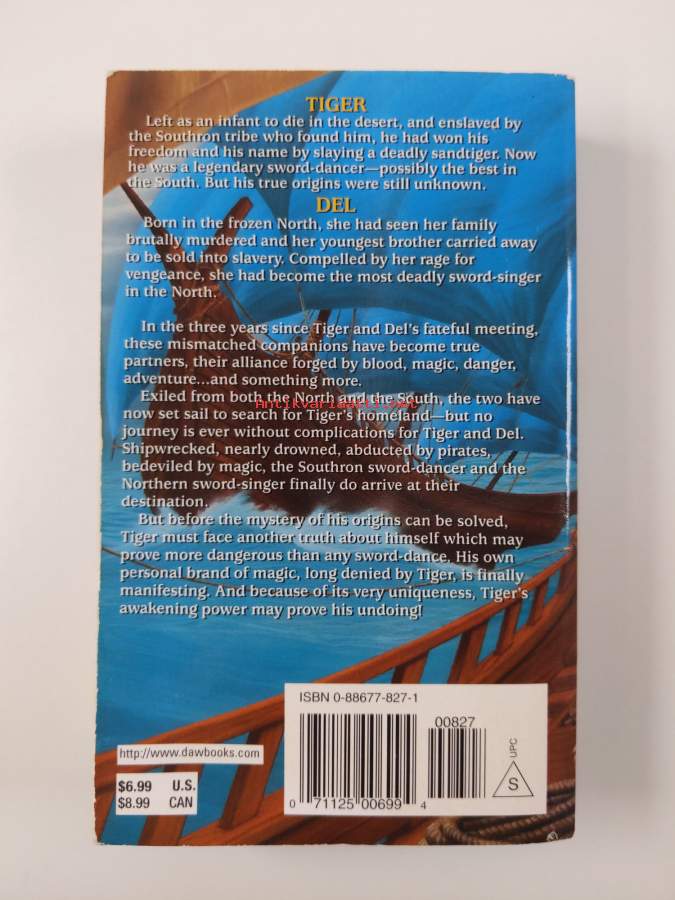 TIGER
Left as an infant to die in the desert, and enslaved by
the Southron tribe who found him, he had won his
freedom and his name by slaying a deadly sandtiger. Now
he was a legendary sword-dancer—possibly the best in
the South. But his true origins were still unknown.
DEL
Born in the frozen North, she had seen her family
brutally murdered and her youngest brother carried away
to be sold into slavery. Compelled by her rage for
vengeance, she had become the most deadly sword-singer
in the North.
In the three years since Tiger and Del's fateful meeting,
these mismatched companions have become true
partners, their alliance forged by blood, magic, danger,
adventure...and something more.
Exiled from both the North and the South, the two have
Antikvariaatti.net
now set sail to search for Tiger's homeland—but no
journey is ever without complications for Tiger and Del.
Shipwrecked, nearly drowned, abducted by pirates,
bedeviled by magic, the Southron sword-dancer and the
Northern sword-singer finally do arrive at their
destination.
But before the mystery of his origins can be solved,
Tiger must face another truth about himself which may
prove more dangerous than any sword-dance. His own
personal brand of magic, long denied by Tiger, is finally
manifesting. And because of its very uniqueness, Tiger's
awakening power may prove his undoing!
ISBN 0-88677-827-1
00827
UPC
S
http://www.dawbooks.com
$6.99 U.S.
$8.99 CAN
0 71125 00699 4